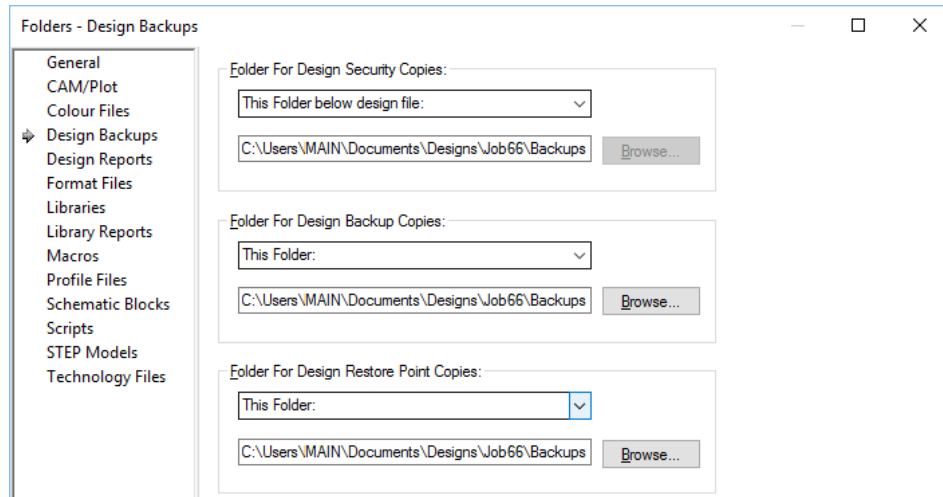 Folders - Design Backups
General
CAM/Plot
Colour Files
Design Backups
Design Reports
Format Files
Libraries
Library Reports
Macros
Profile Files
Schematic Blocks
Scripts
STEP Models
Technology Files
Folder For Design Security Copies:
This Folder below design file:
C:\Users\MAIN\Documents\Designs\Job66\Backups
Browse...
Folder For Design Backup Copies:
This Folder:
C:\Users\MAIN\Documents\Designs\Job66\Backups
Browse...
Folder For Design Restore Point Copies:
This Folder:
C:\Users\MAIN\Documents\Designs\Job66\Backups
Browse...